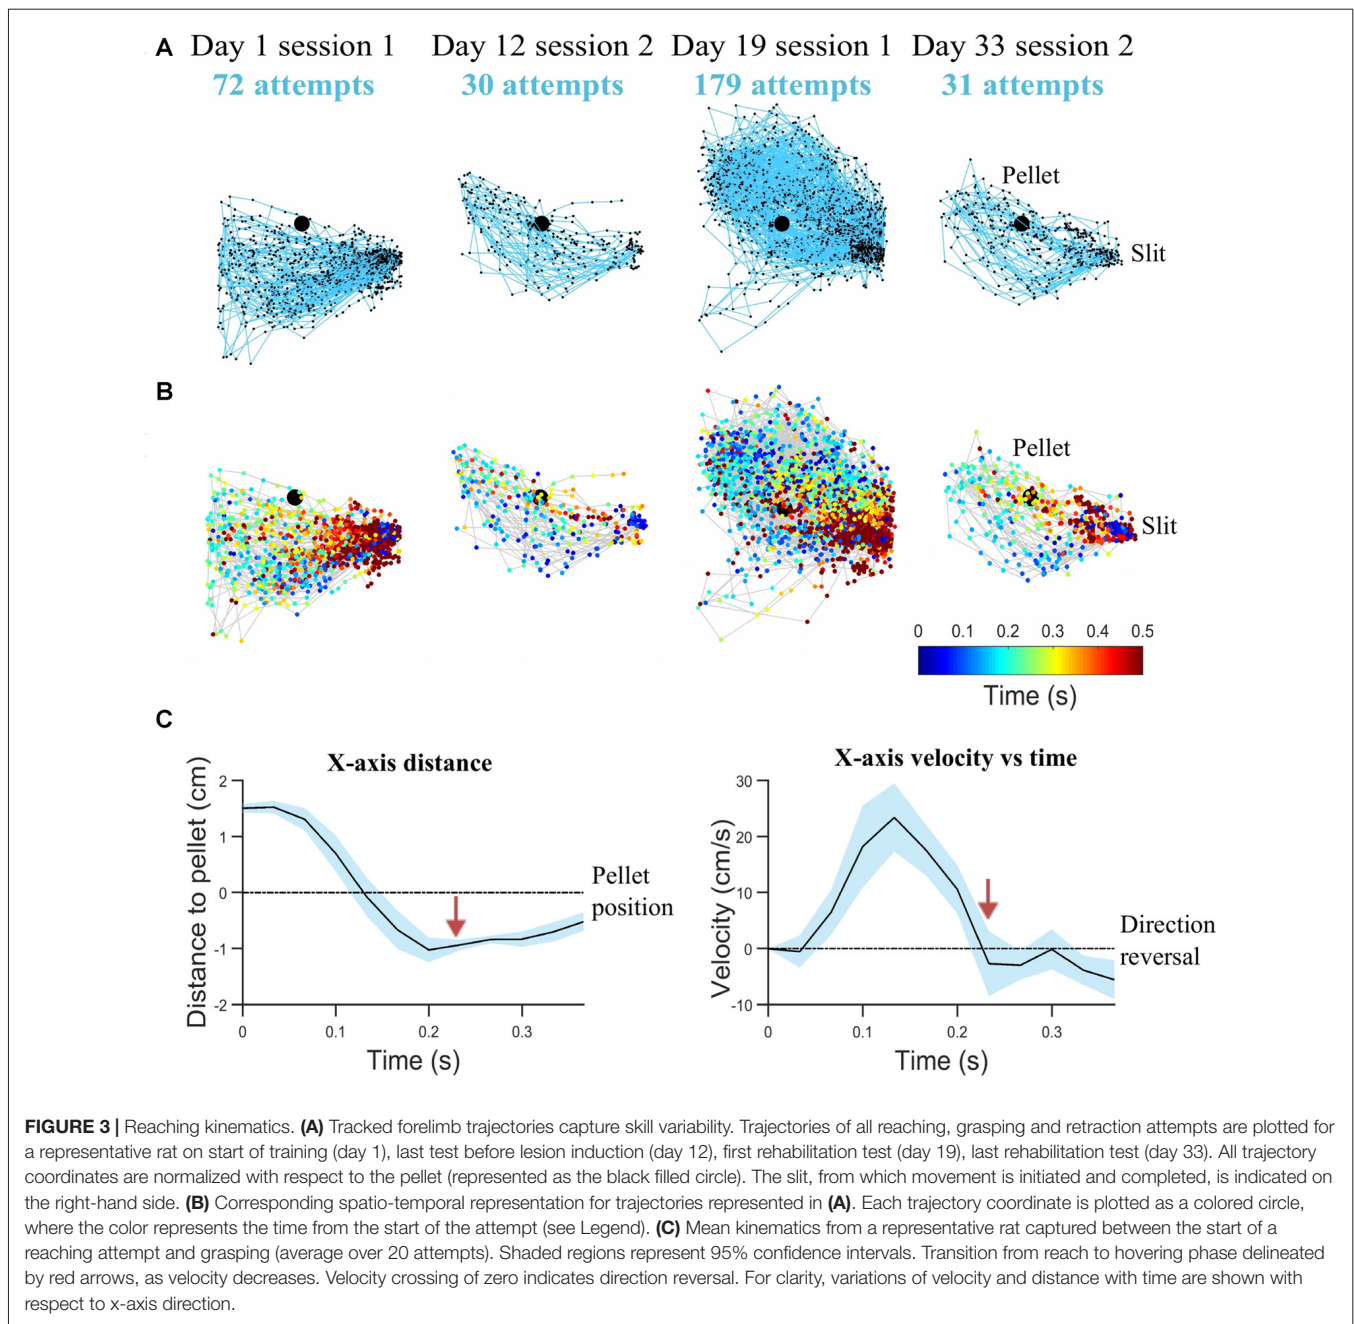 A Day 1 session 1 Day 12 session 2 Day 19 session 1 Day 33 session 2
72 attempts 30 attempts 179 attempts 31 attempts
Pellet
Slit
B
Pellet
Slit
0 0.1 0.2 0.3 0.4 0.5
Time (s)
C
X-axis distance
Distance to pellet (cm)
2
1
0
-1
-2
0 0.1 0.2 0.3
Time (s)
Pellet
position
X-axis velocity vs time
Velocity (cm/s)
30
20
10
0
-10
0 0.1 0.2 0.3
Time (s)
Direction
reversal
FIGURE 3 | Reaching kinematics. (A) Tracked forelimb trajectories capture skill variability. Trajectories of all reaching, grasping and retraction attempts are plotted for
a representative rat on start of training (day 1), last test before lesion induction (day 12), first rehabilitation test (day 19), last rehabilitation test (day 33). All trajectory
coordinates are normalized with respect to the pellet (represented as the black filled circle). The slit, from which movement is initiated and completed, is indicated on
the right-hand side. (B) Corresponding spatio-temporal representation for trajectories represented in (A). Each trajectory coordinate is plotted as a colored circle,
where the color represents the time from the start of the attempt (see Legend). (C) Mean kinematics from a representative rat captured between the start of a
reaching attempt and grasping (average over 20 attempts). Shaded regions represent 95% confidence intervals. Transition from reach to hovering phase delineated
by red arrows, as velocity decreases. Velocity crossing of zero indicates direction reversal. For clarity, variations of velocity and distance with time are shown with
respect to x-axis direction.